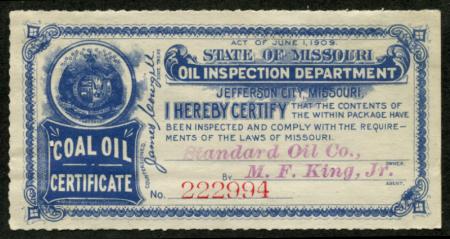 ACT OF JUNE 1, 1909.
STATE OF MISSOURI
OIL INSPECTION DEPARTMENT
JEFFERSON CITY, MISSOURI.
I HEREBY CERTIFY THAT THE CONTENTS OF
THE WITHIN PACKAGE HAVE
BEEN INSPECTED AND COMPLY WITH THE REQUIRE-
MENTS OF THE LAWS OF MISSOURI.
Standard Oil Co.,
OWNER.
BY M. F. King, Jr.
AGENT.
No. 222994
COAL OIL
CERTIFICATE
COUNTERSIGNED
James